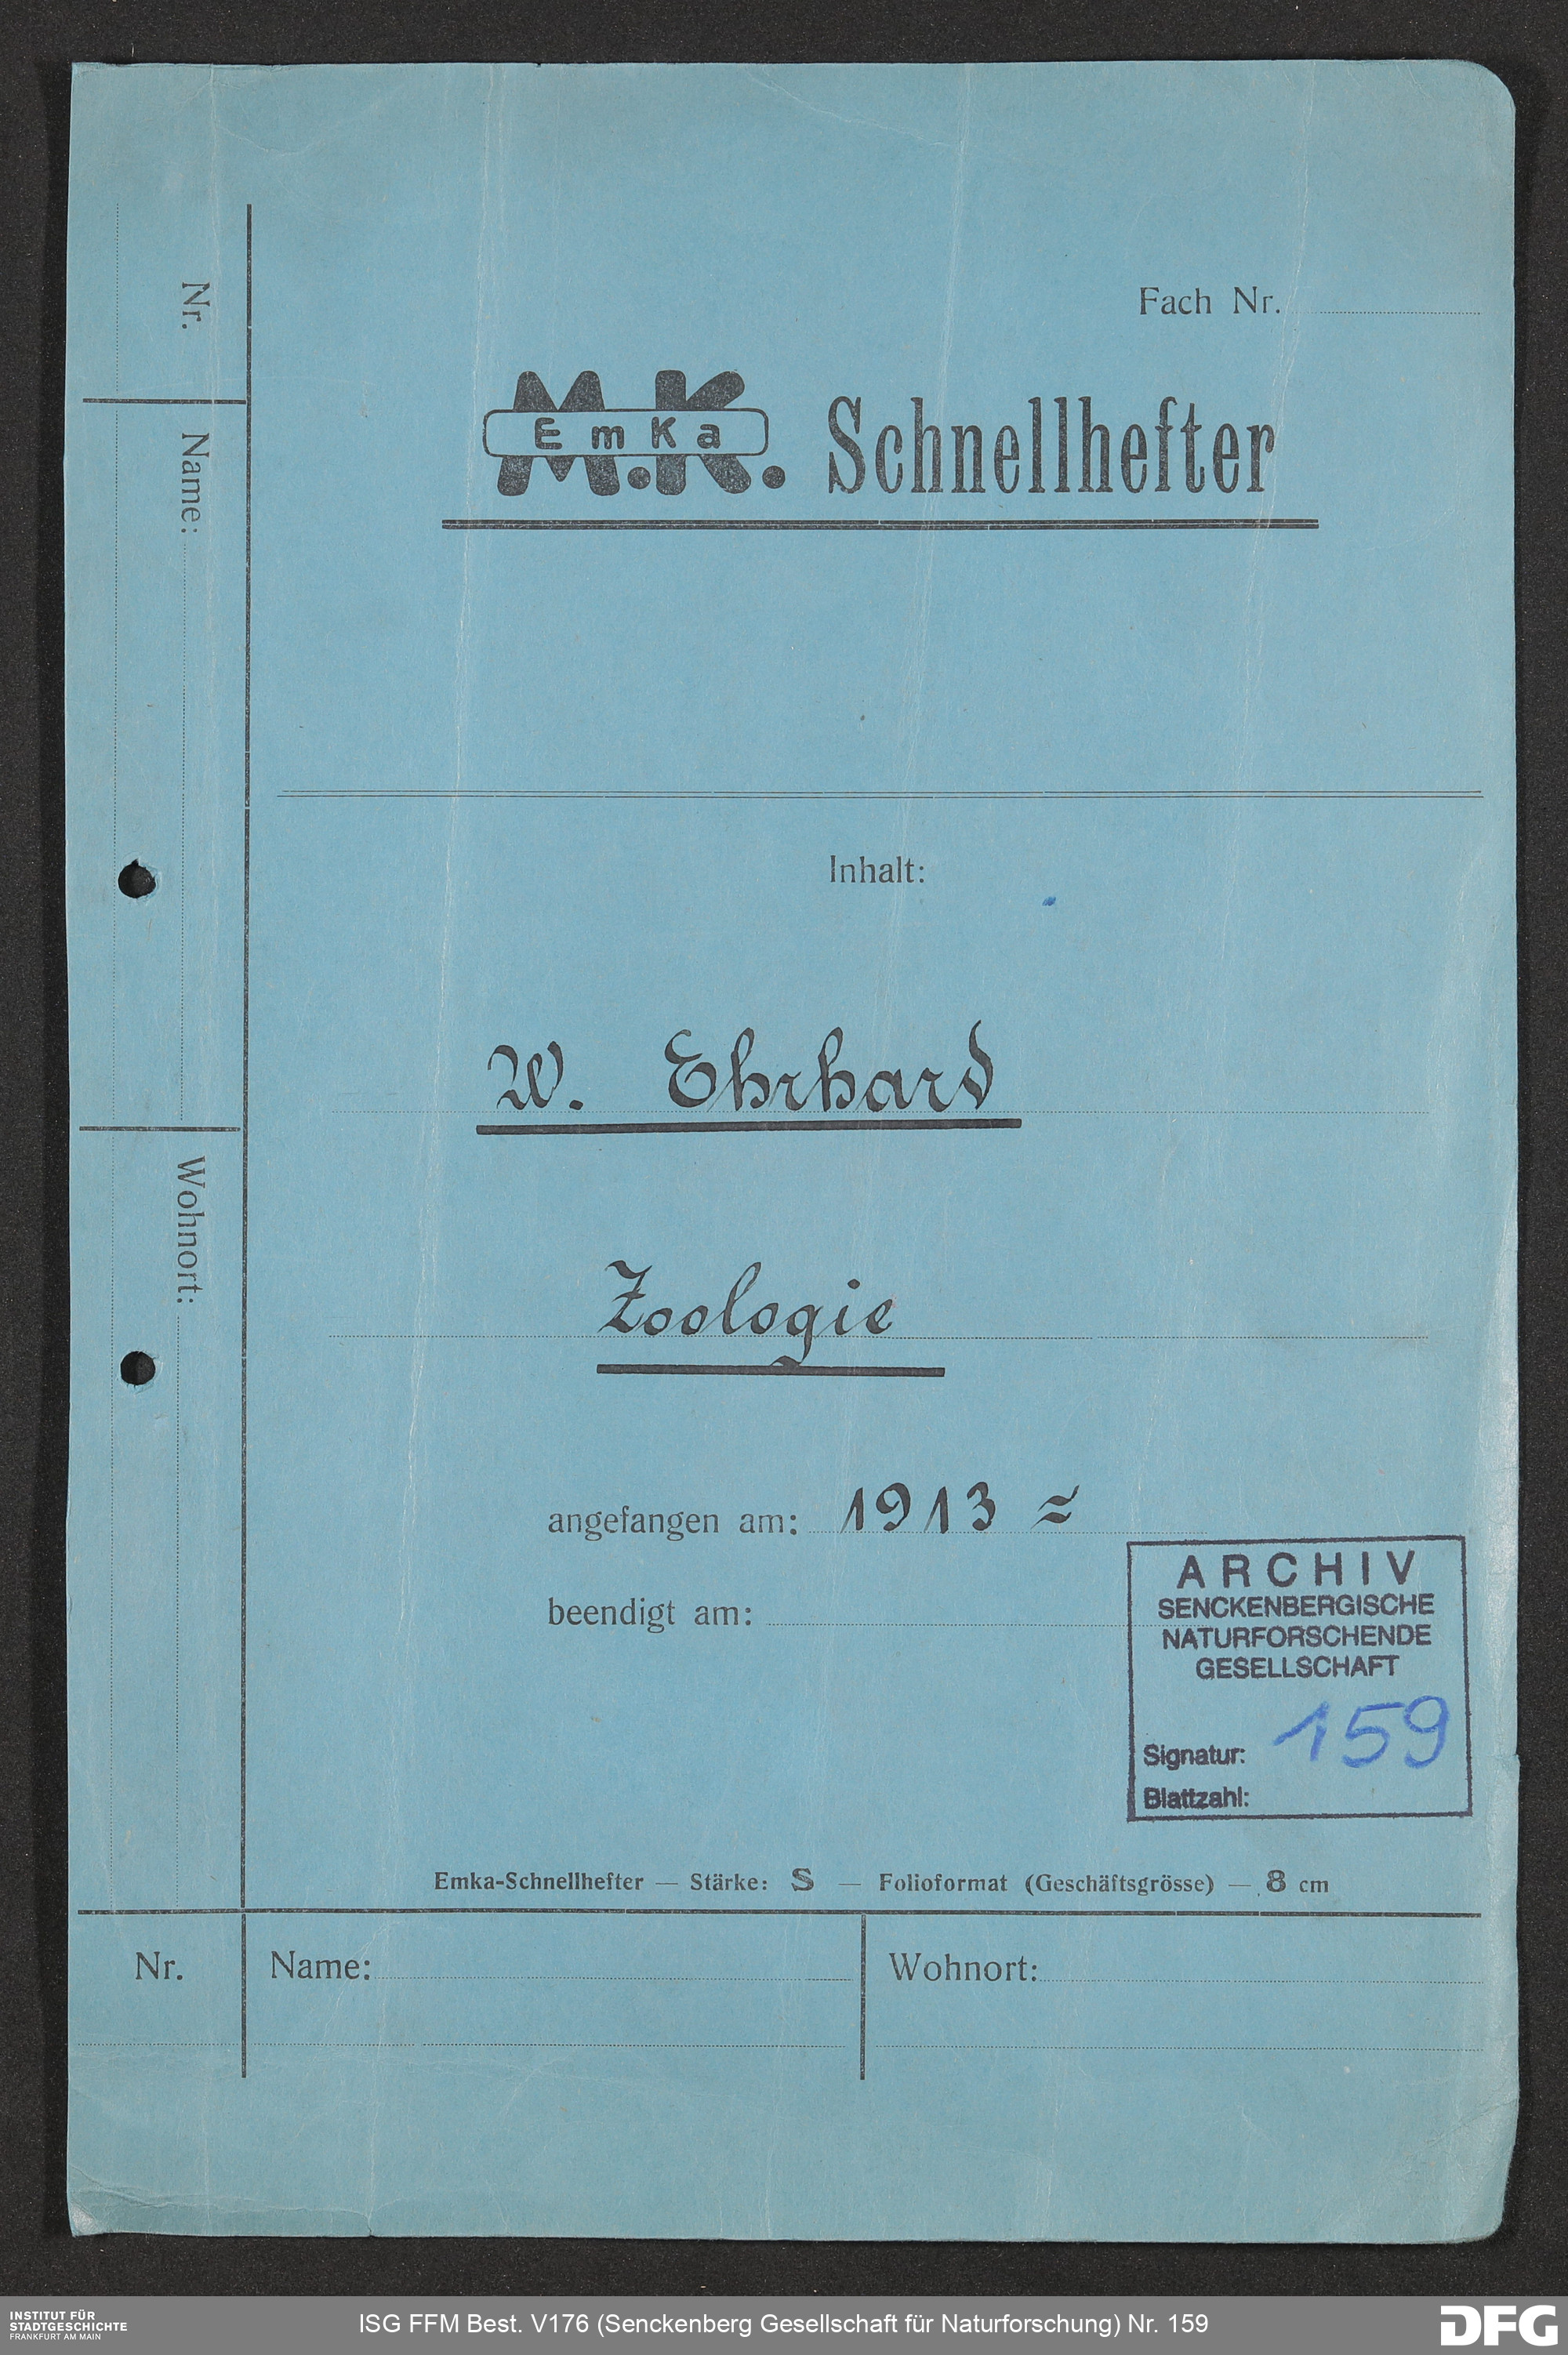 Fach Nr.
M.K.
EmKa
Schnellhefter
Inhalt:
W. Ehrhard
Zoologie
angefangen am: 1913 ≈
beendigt am:
ARCHIV
SENCKENBERGISCHE
NATURFORSCHENDE
GESELLSCHAFT
Signatur: 159
Blattzahl:
Emka-Schnellhefter — Stärke: S — Folioformat (Geschäftsgrösse) — 8 cm
Nr. Name: Wohnort:
Nr.
Name:
Wohnort:
INSTITUT FÜR
STADTGESCHICHTE
FRANKFURT AM MAIN
ISG FFM Best. V176 (Senckenberg Gesellschaft für Naturforschung) Nr. 159
DFG